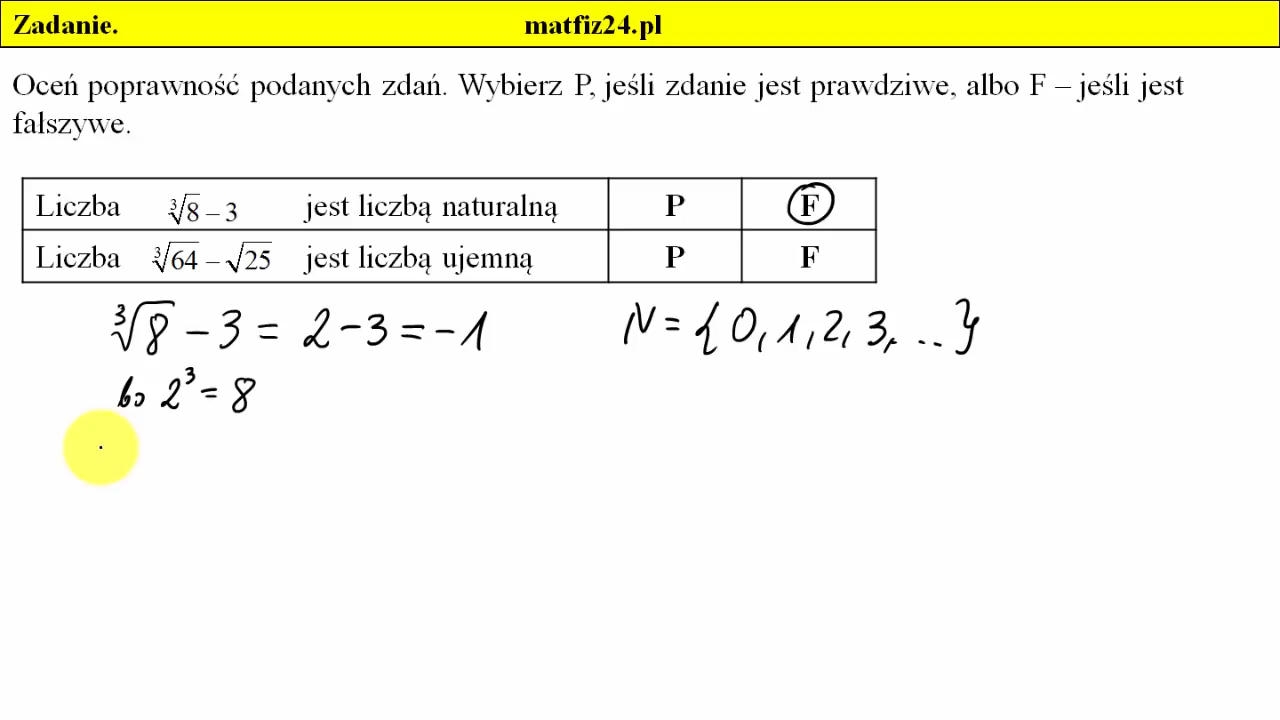 Zadanie. matfiz24.pl
Oceń poprawność podanych zdań. Wybierz P, jeśli zdanie jest prawdziwe, albo F – jeśli jest
fałszywe.
Liczba ∛8 – 3 jest liczbą naturalną P F
Liczba ∛64 – √25 jest liczbą ujemną P F
∛8 – 3 = 2 – 3 = – 1 N = {0, 1, 2, 3, ...}
bo 2³ = 8